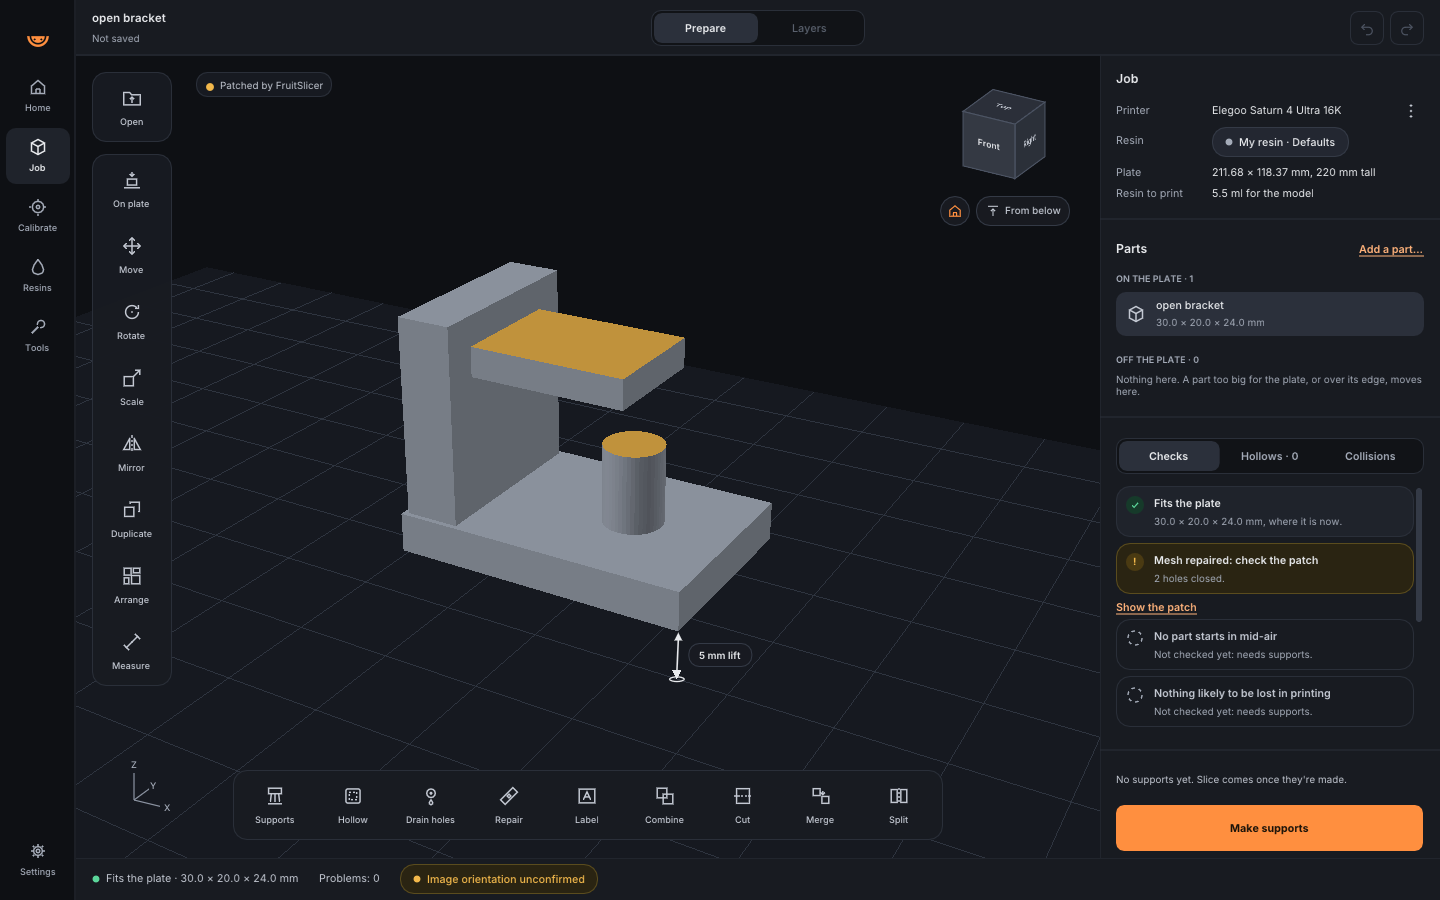 open bracket
Not saved
Prepare
Layers
Home
Job
Calibrate
Resins
Tools
Settings
Open
On plate
Move
Rotate
Scale
Mirror
Duplicate
Arrange
Measure
Patched by FruitSlicer
Top
Front
Right
From below
5 mm lift
Z
Y
X
Supports
Hollow
Drain holes
Repair
Label
Combine
Cut
Merge
Split
Job
Printer
Elegoo Saturn 4 Ultra 16K
Resin
My resin · Defaults
Plate
211.68 × 118.37 mm, 220 mm tall
Resin to print
5.5 ml for the model
Parts
Add a part...
ON THE PLATE · 1
open bracket
30.0 × 20.0 × 24.0 mm
OFF THE PLATE · 0
Nothing here. A part too big for the plate, or over its edge, moves
here.
Checks
Hollows · 0
Collisions
Fits the plate
30.0 × 20.0 × 24.0 mm, where it is now.
Mesh repaired: check the patch
2 holes closed.
Show the patch
No part starts in mid-air
Not checked yet: needs supports.
Nothing likely to be lost in printing
Not checked yet: needs supports.
No supports yet. Slice comes once they're made.
Make supports
Fits the plate · 30.0 × 20.0 × 24.0 mm
Problems: 0
Image orientation unconfirmed